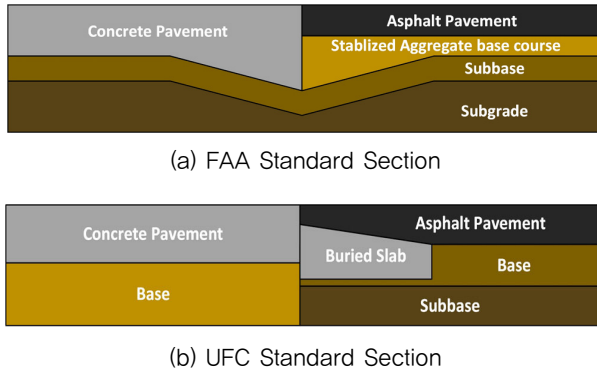 Concrete Pavement
Asphalt Pavement
Stablized Aggregate base course
Subbase
Subgrade
(a) FAA Standard Section
Concrete Pavement
Asphalt Pavement
Buried Slab
Base
Base
Subbase
(b) UFC Standard Section